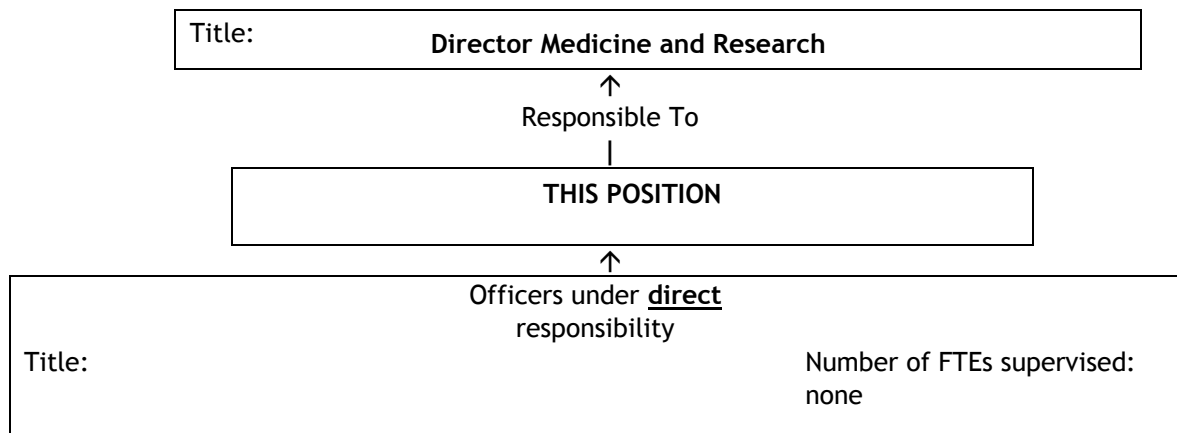 Title:
Director Medicine and Research
↑
Responsible To
|
THIS POSITION
↑
Officers under direct
responsibility
Title:
Number of FTEs supervised:
none